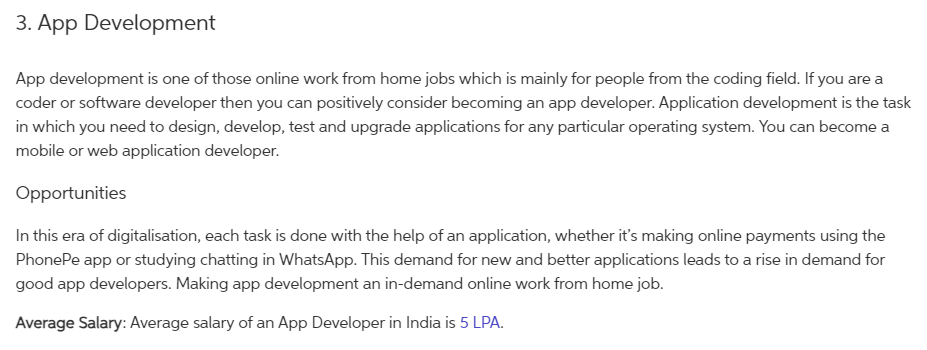 3. App Development
App development is one of those online work from home jobs which is mainly for people from the coding field. If you are a
coder or software developer then you can positively consider becoming an app developer. Application development is the task
in which you need to design, develop, test and upgrade applications for any particular operating system. You can become a
mobile or web application developer.
Opportunities
In this era of digitalisation, each task is done with the help of an application, whether it's making online payments using the
PhonePe app or studying chatting in WhatsApp. This demand for new and better applications leads to a rise in demand for
good app developers. Making app development an in-demand online work from home job.
Average Salary: Average salary of an App Developer in India is 5 LPA.